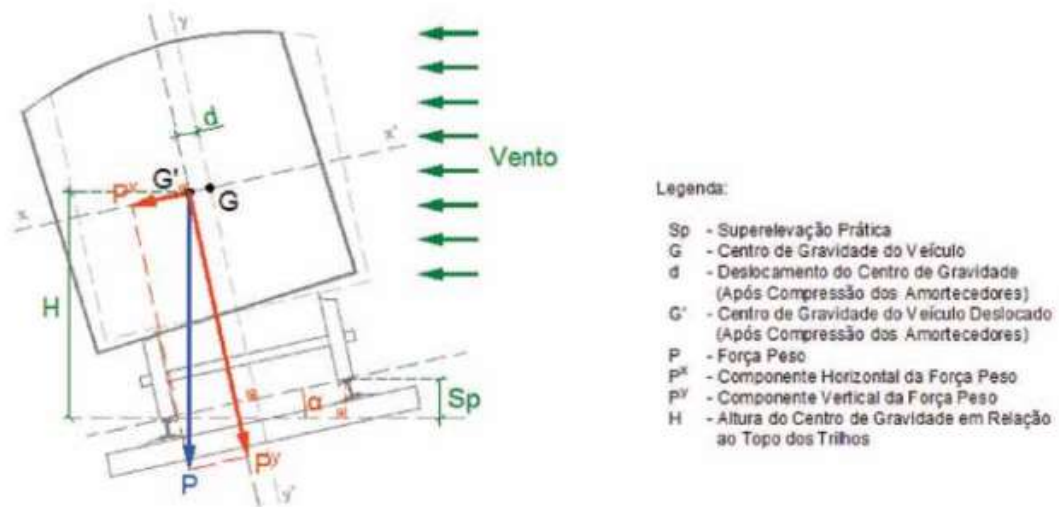 y
d
x'
Vento
G'
G
Px
x
H
α
Sp
P
Py
y'
Legenda:
Sp - Superelevação Prática
G - Centro de Gravidade do Veículo
d - Deslocamento do Centro de Gravidade
(Após Compressão dos Amortecedores)
G' - Centro de Gravidade do Veículo Deslocado
(Após Compressão dos Amortecedores)
P - Força Peso
Px - Componente Horizontal da Força Peso
Py - Componente Vertical da Força Peso
H - Altura do Centro de Gravidade em Relação
ao Topo dos Trilhos